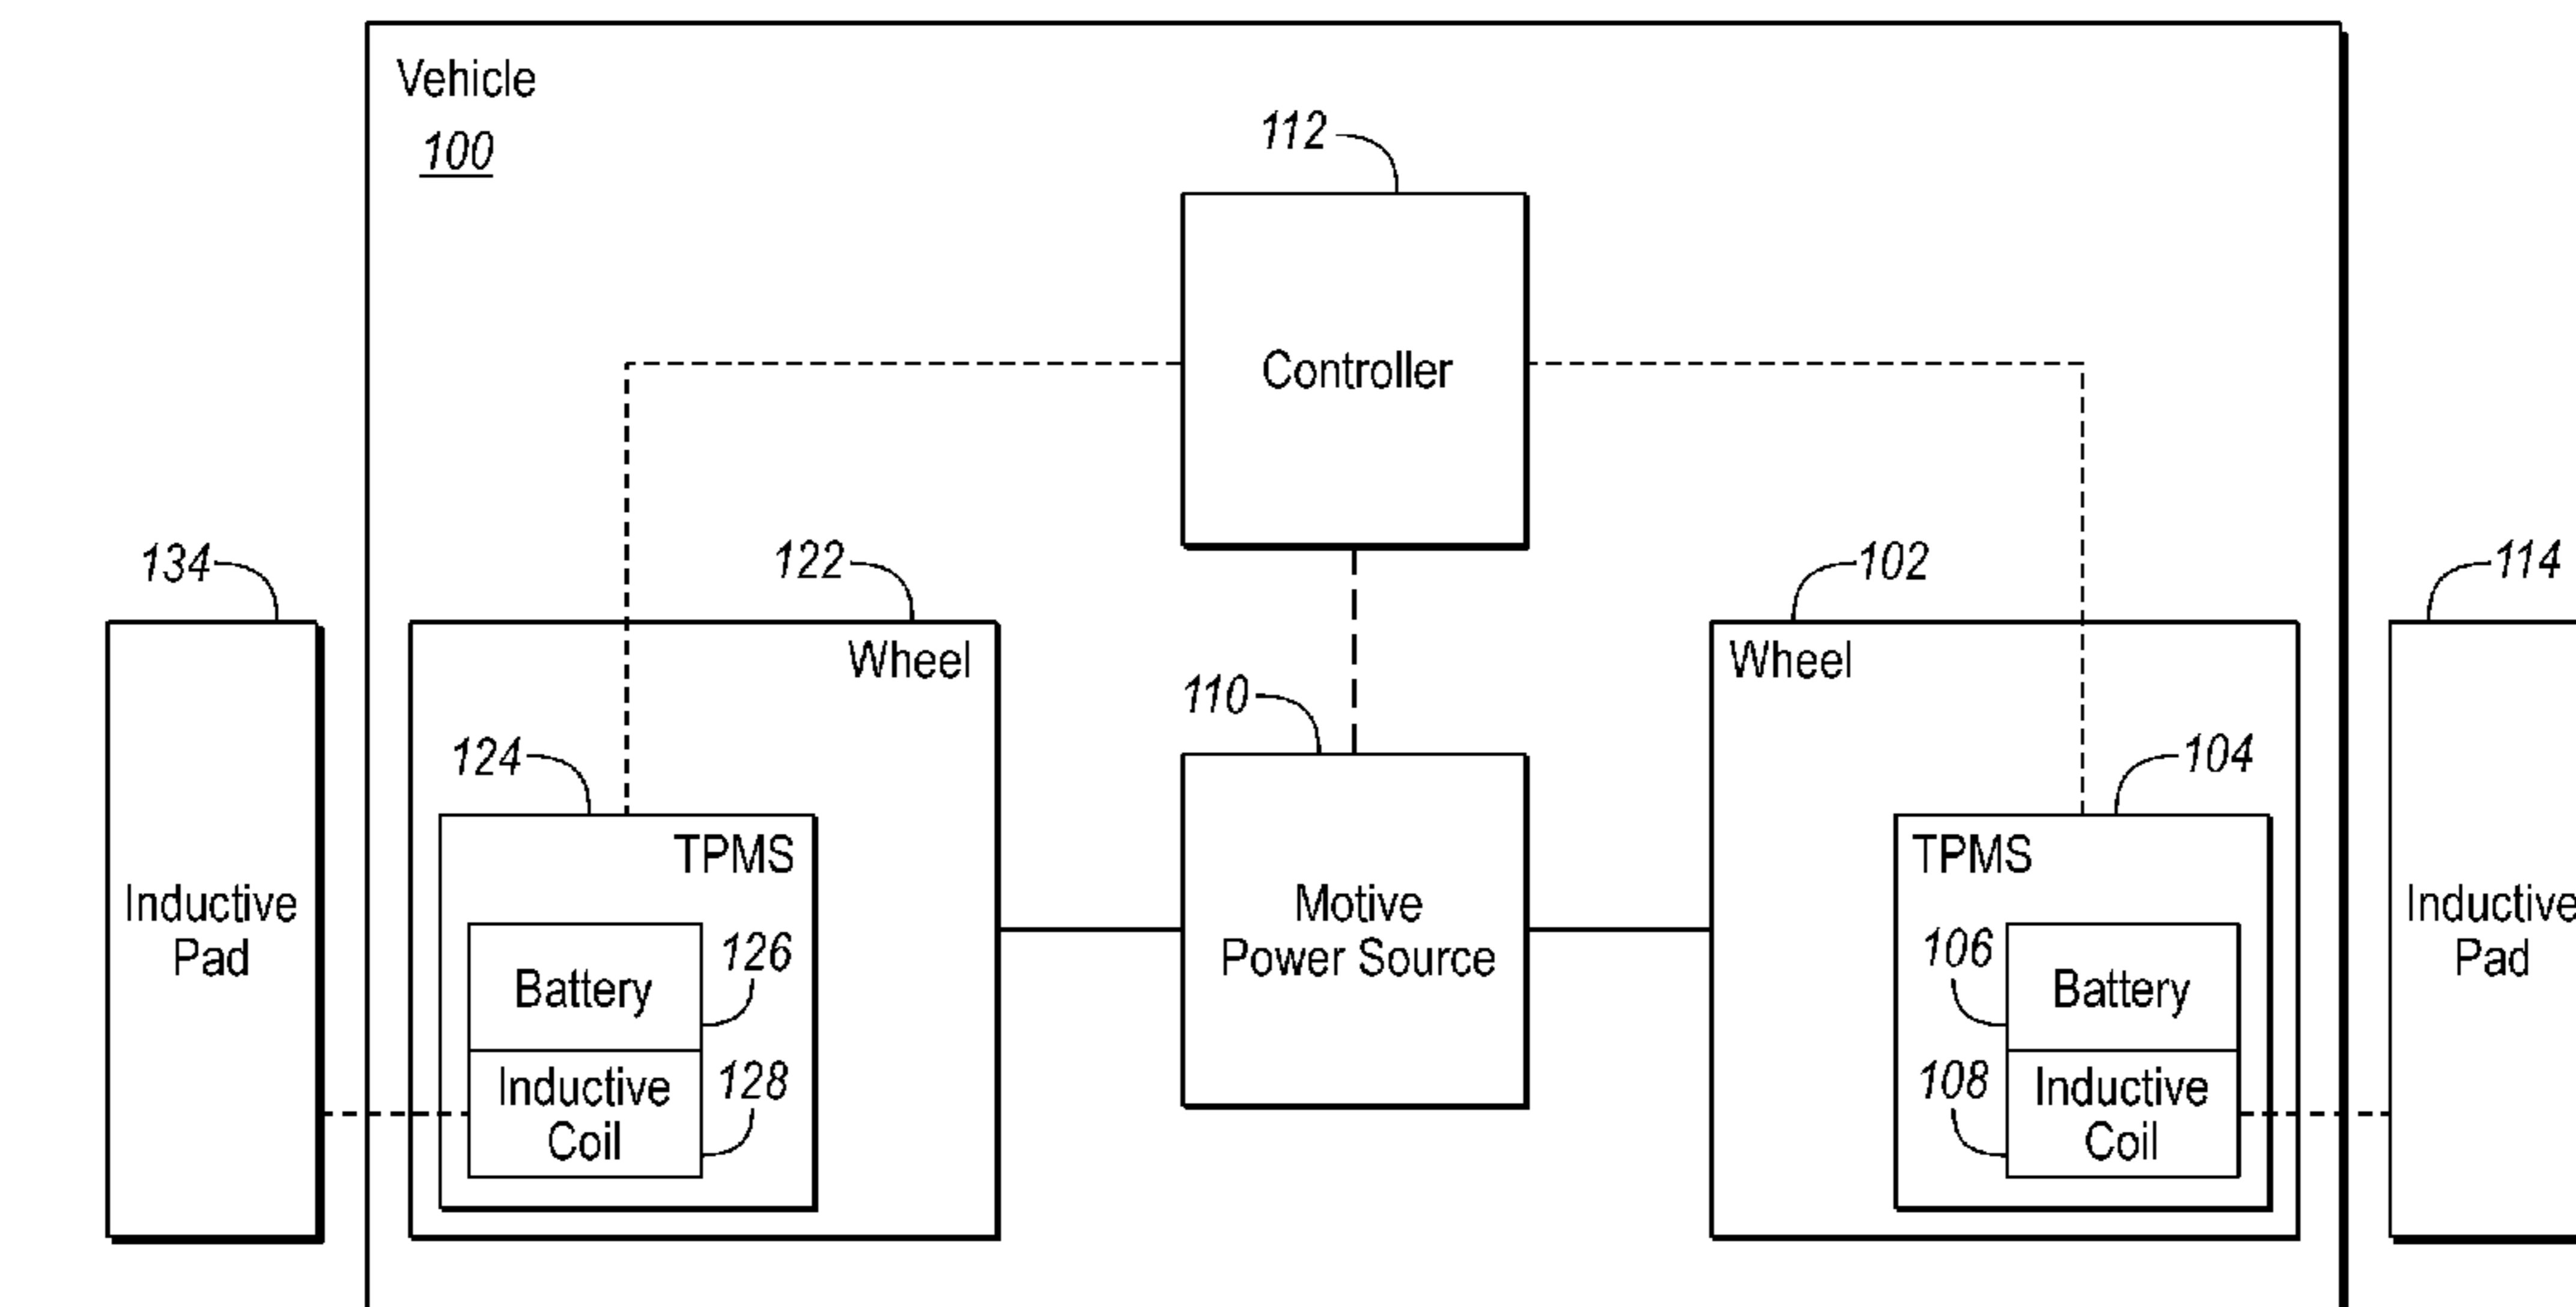 Vehicle
100
112
Controller
134
122
102
114
Wheel
Wheel
110
124
104
TPMS
TPMS
Inductive
Pad
Motive
Power Source
Inductive
Pad
126
Battery
106
Battery
Inductive
Coil
128
108
Inductive
Coil